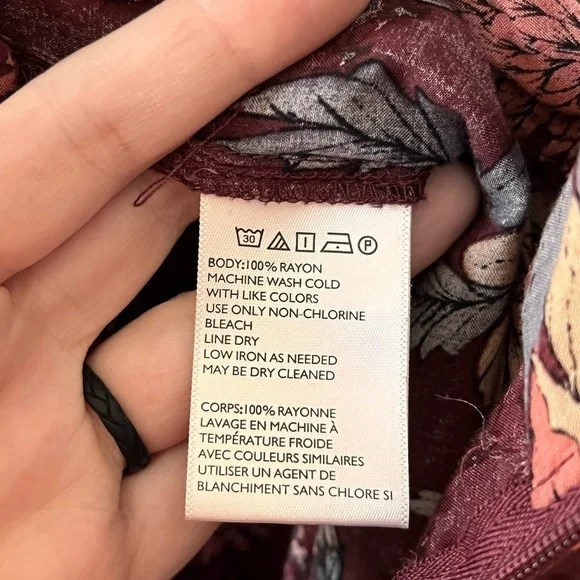 30 P
BODY:100% RAYON
MACHINE WASH COLD
WITH LIKE COLORS
USE ONLY NON-CHLORINE
BLEACH
LINE DRY
LOW IRON AS NEEDED
MAY BE DRY CLEANED
CORPS:100% RAYONNE
LAVAGE EN MACHINE À
TEMPÉRATURE FROIDE
AVEC COULEURS SIMILAIRES
UTILISER UN AGENT DE
BLANCHIMENT SANS CHLORE SI